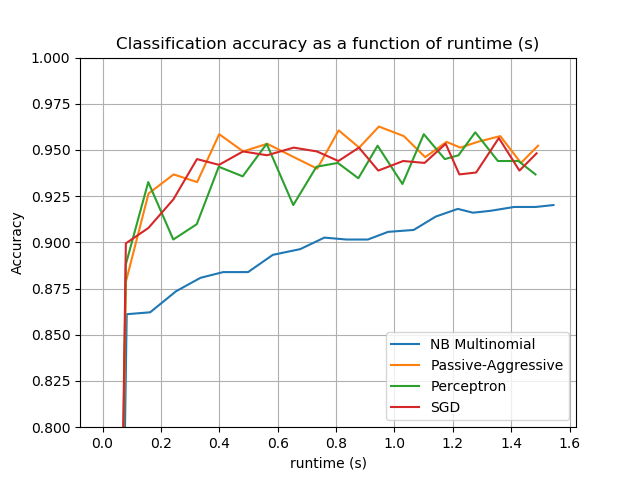 Classification accuracy as a function of runtime (s)
1.000
0.975
0.950
0.925
0.900
0.875
0.850
0.825
0.800
Accuracy
NB Multinomial
Passive-Aggressive
Perceptron
SGD
0.0 0.2 0.4 0.6 0.8 1.0 1.2 1.4 1.6
runtime (s)